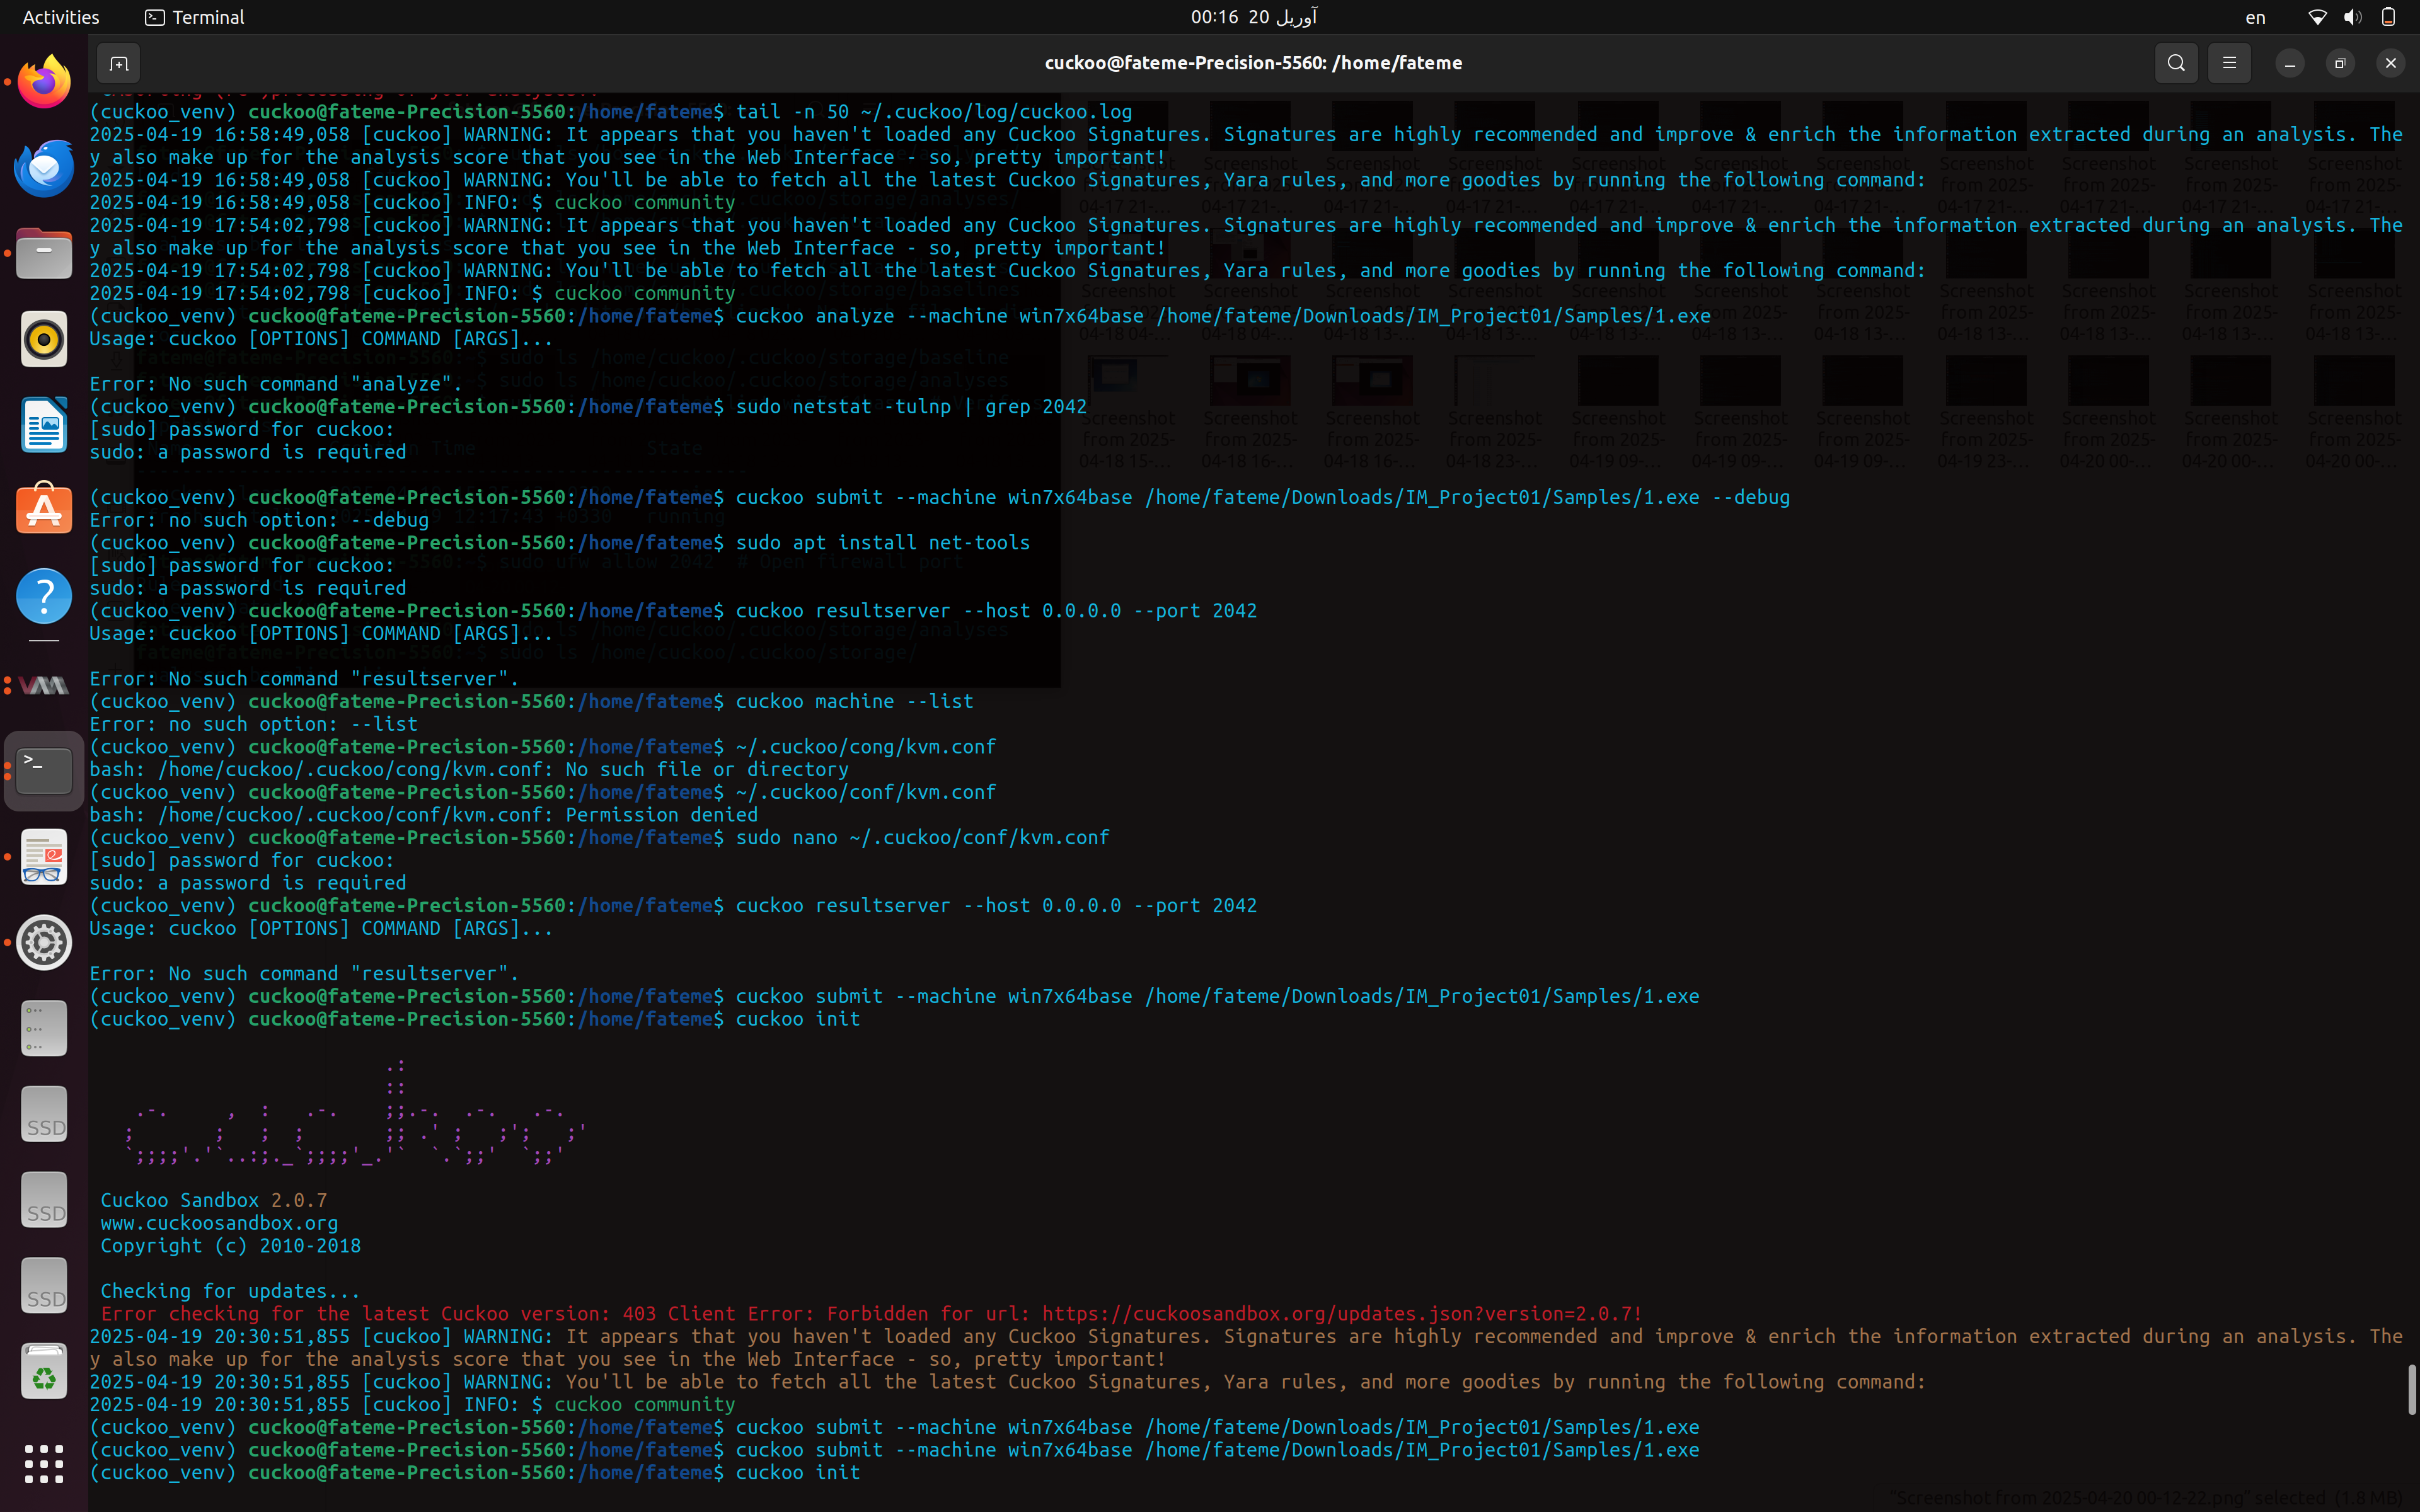 Activities
Terminal
00:16  20 آوریل
en
cuckoo@fateme-Precision-5560: /home/fateme
(cuckoo_venv) cuckoo@fateme-Precision-5560:/home/fateme$ tail -n 50 ~/.cuckoo/log/cuckoo.log
2025-04-19 16:58:49,058 [cuckoo] WARNING: It appears that you haven't loaded any Cuckoo Signatures. Signatures are highly recommended and improve & enrich the information extracted during an analysis. The
y also make up for the analysis score that you see in the Web Interface - so, pretty important!
2025-04-19 16:58:49,058 [cuckoo] WARNING: You'll be able to fetch all the latest Cuckoo Signatures, Yara rules, and more goodies by running the following command:
2025-04-19 16:58:49,058 [cuckoo] INFO: $ cuckoo community
2025-04-19 17:54:02,798 [cuckoo] WARNING: It appears that you haven't loaded any Cuckoo Signatures. Signatures are highly recommended and improve & enrich the information extracted during an analysis. The
y also make up for the analysis score that you see in the Web Interface - so, pretty important!
2025-04-19 17:54:02,798 [cuckoo] WARNING: You'll be able to fetch all the latest Cuckoo Signatures, Yara rules, and more goodies by running the following command:
2025-04-19 17:54:02,798 [cuckoo] INFO: $ cuckoo community
(cuckoo_venv) cuckoo@fateme-Precision-5560:/home/fateme$ cuckoo analyze --machine win7x64base /home/fateme/Downloads/IM_Project01/Samples/1.exe
Usage: cuckoo [OPTIONS] COMMAND [ARGS]...
Error: No such command "analyze".
(cuckoo_venv) cuckoo@fateme-Precision-5560:/home/fateme$ sudo netstat -tulnp | grep 2042
[sudo] password for cuckoo:
sudo: a password is required
(cuckoo_venv) cuckoo@fateme-Precision-5560:/home/fateme$ cuckoo submit --machine win7x64base /home/fateme/Downloads/IM_Project01/Samples/1.exe --debug
Error: no such option: --debug
(cuckoo_venv) cuckoo@fateme-Precision-5560:/home/fateme$ sudo apt install net-tools
[sudo] password for cuckoo:
sudo: a password is required
(cuckoo_venv) cuckoo@fateme-Precision-5560:/home/fateme$ cuckoo resultserver --host 0.0.0.0 --port 2042
Usage: cuckoo [OPTIONS] COMMAND [ARGS]...
Error: No such command "resultserver".
(cuckoo_venv) cuckoo@fateme-Precision-5560:/home/fateme$ cuckoo machine --list
Error: no such option: --list
(cuckoo_venv) cuckoo@fateme-Precision-5560:/home/fateme$ ~/.cuckoo/cong/kvm.conf
bash: /home/cuckoo/.cuckoo/cong/kvm.conf: No such file or directory
(cuckoo_venv) cuckoo@fateme-Precision-5560:/home/fateme$ ~/.cuckoo/conf/kvm.conf
bash: /home/cuckoo/.cuckoo/conf/kvm.conf: Permission denied
(cuckoo_venv) cuckoo@fateme-Precision-5560:/home/fateme$ sudo nano ~/.cuckoo/conf/kvm.conf
[sudo] password for cuckoo:
sudo: a password is required
(cuckoo_venv) cuckoo@fateme-Precision-5560:/home/fateme$ cuckoo resultserver --host 0.0.0.0 --port 2042
Usage: cuckoo [OPTIONS] COMMAND [ARGS]...
Error: No such command "resultserver".
(cuckoo_venv) cuckoo@fateme-Precision-5560:/home/fateme$ cuckoo submit --machine win7x64base /home/fateme/Downloads/IM_Project01/Samples/1.exe
(cuckoo_venv) cuckoo@fateme-Precision-5560:/home/fateme$ cuckoo init
Cuckoo Sandbox 2.0.7
www.cuckoosandbox.org
Copyright (c) 2010-2018
Checking for updates...
Error checking for the latest Cuckoo version: 403 Client Error: Forbidden for url: https://cuckoosandbox.org/updates.json?version=2.0.7!
2025-04-19 20:30:51,855 [cuckoo] WARNING: It appears that you haven't loaded any Cuckoo Signatures. Signatures are highly recommended and improve & enrich the information extracted during an analysis. The
y also make up for the analysis score that you see in the Web Interface - so, pretty important!
2025-04-19 20:30:51,855 [cuckoo] WARNING: You'll be able to fetch all the latest Cuckoo Signatures, Yara rules, and more goodies by running the following command:
2025-04-19 20:30:51,855 [cuckoo] INFO: $ cuckoo community
(cuckoo_venv) cuckoo@fateme-Precision-5560:/home/fateme$ cuckoo submit --machine win7x64base /home/fateme/Downloads/IM_Project01/Samples/1.exe
(cuckoo_venv) cuckoo@fateme-Precision-5560:/home/fateme$ cuckoo submit --machine win7x64base /home/fateme/Downloads/IM_Project01/Samples/1.exe
(cuckoo_venv) cuckoo@fateme-Precision-5560:/home/fateme$ cuckoo init
"Screenshot from 2025-04-20 00-12-22.png" selected (1.8 MB)
SSD
SSD
SSD